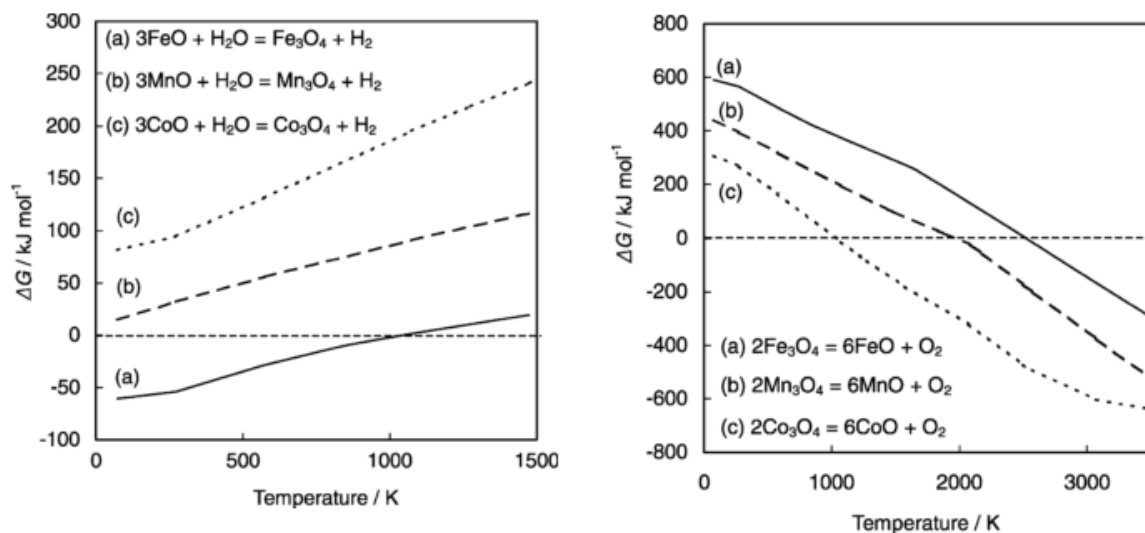 300
250
200
150
100
50
0
-50
-100
ΔG / kJ mol⁻¹
(a) 3FeO + H₂O = Fe₃O₄ + H₂
(b) 3MnO + H₂O = Mn₃O₄ + H₂
(c) 3CoO + H₂O = Co₃O₄ + H₂
(c)
(b)
(a)
0 500 1000 1500
Temperature / K
800
600
400
200
0
-200
-400
-600
-800
ΔG / kJ mol⁻¹
(a)
(b)
(c)
(a) 2Fe₃O₄ = 6FeO + O₂
(b) 2Mn₃O₄ = 6MnO + O₂
(c) 2Co₃O₄ = 6CoO + O₂
0 1000 2000 3000
Temperature / K